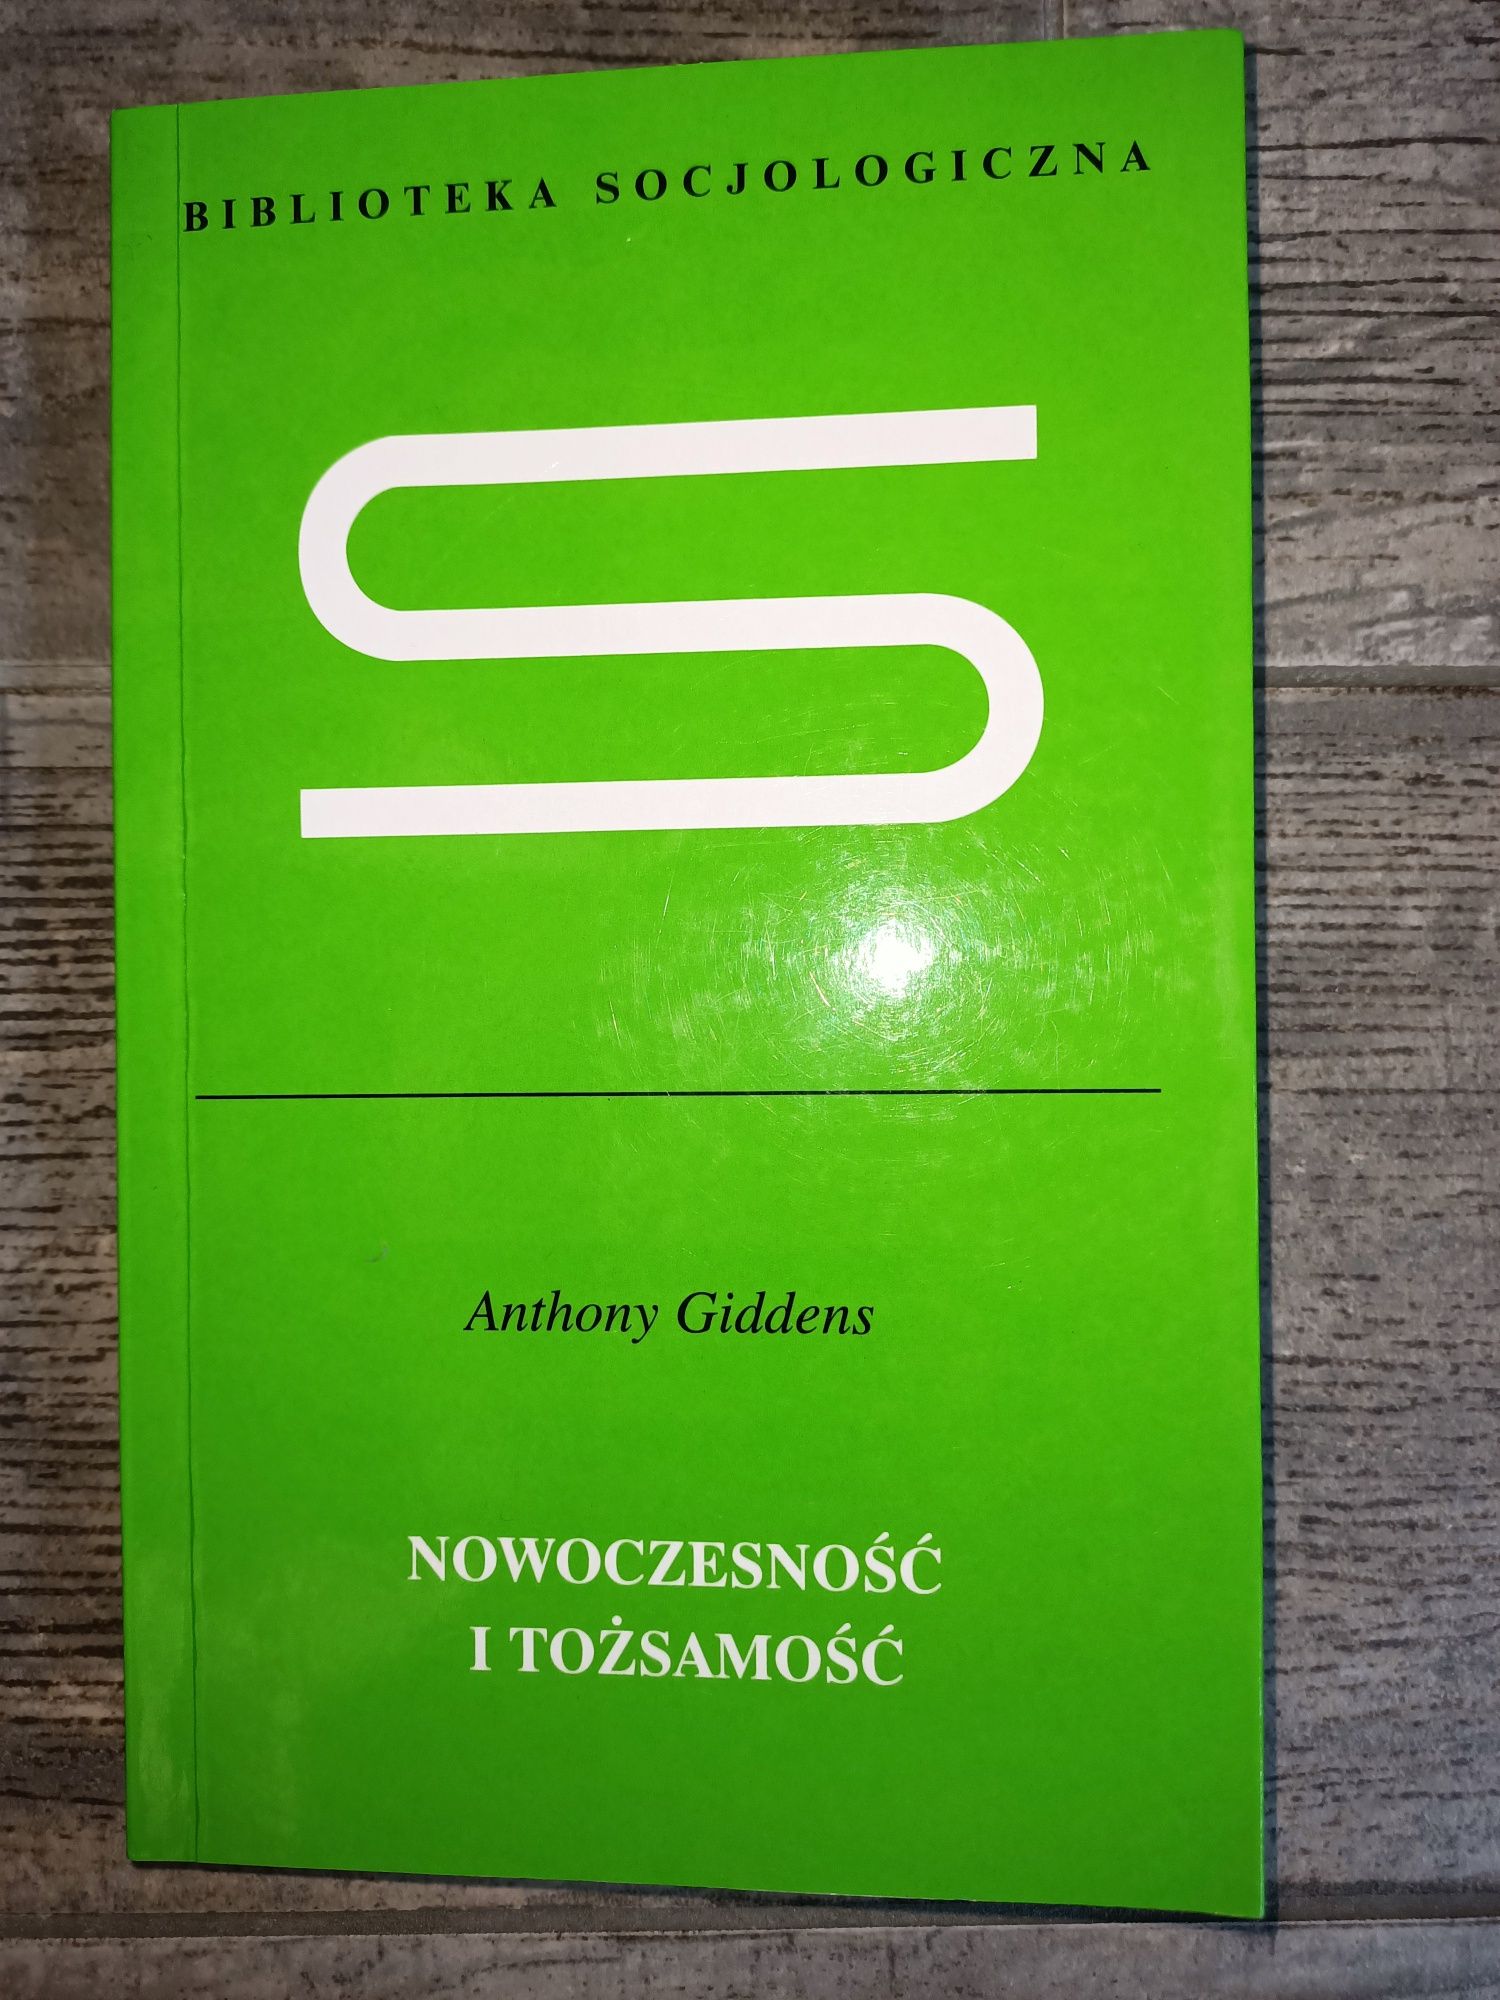 BIBLIOTEKA SOCJOLOGICZNA
Anthony Giddens
NOWOCZESNOŚĆ
I TOŻSAMOŚĆ